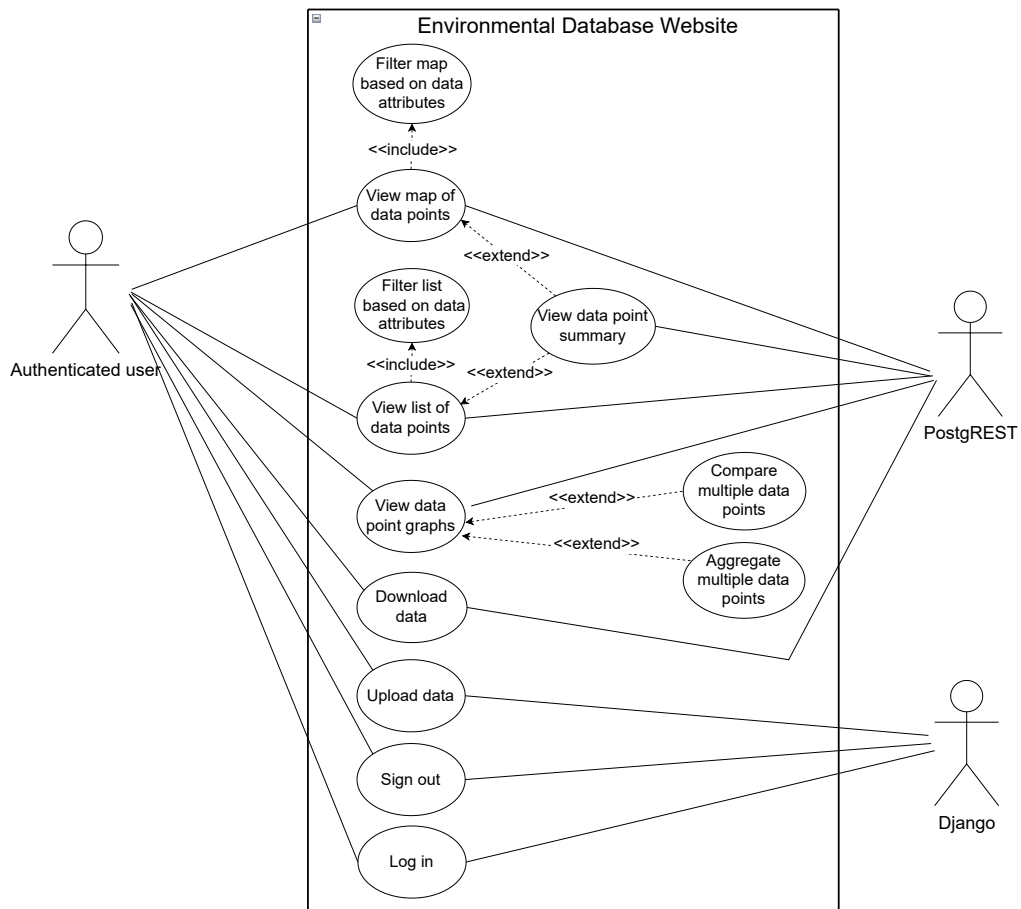 Environmental Database Website
Filter map
based on data
attributes
<<include>>
View map of
data points
<<extend>>
Filter list
based on data
attributes
View data point
summary
<<include>>
<<extend>>
View list of
data points
Authenticated user
PostgREST
Compare
multiple data
points
<<extend>>
View data
point graphs
<<extend>>
Aggregate
multiple data
points
Download
data
Upload data
Sign out
Django
Log in